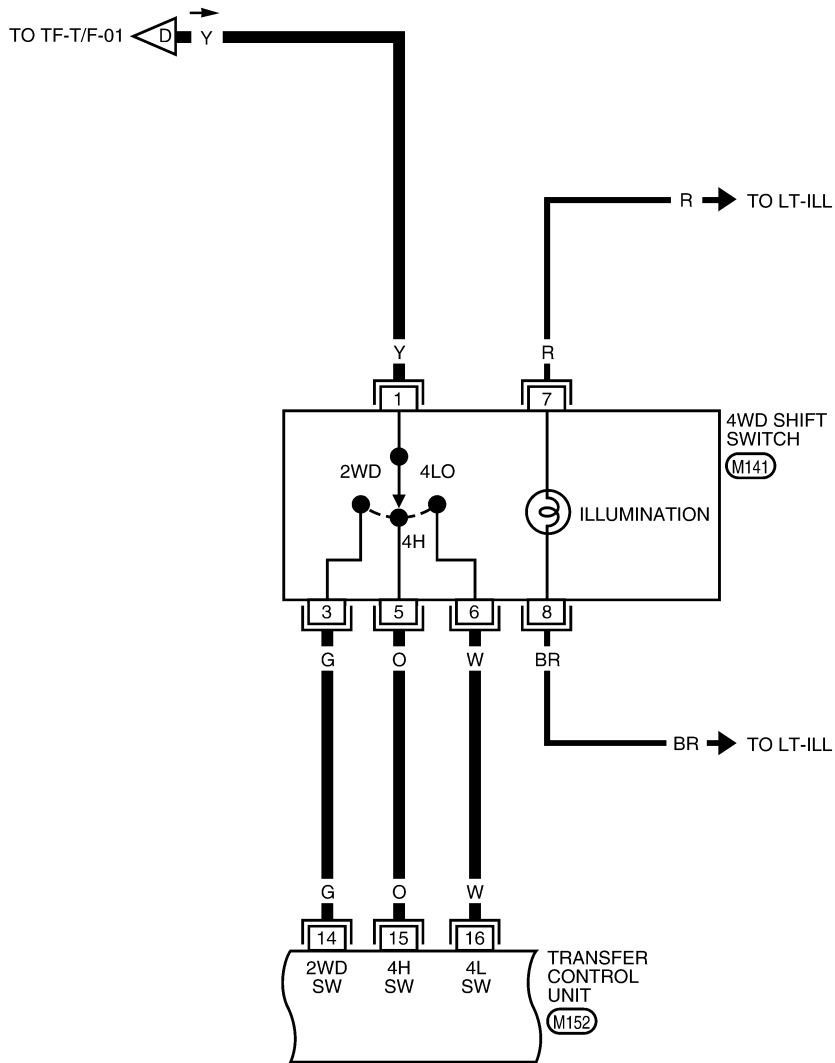 TO TF-T/F-01
D
Y
R
TO LT-ILL
Y
R
1
7
4WD SHIFT
SWITCH
M141
2WD
4LO
4H
ILLUMINATION
3
5
6
8
G
O
W
BR
BR
TO LT-ILL
G
O
W
14
15
16
2WD
SW
4H
SW
4L
SW
TRANSFER
CONTROL
UNIT
M152